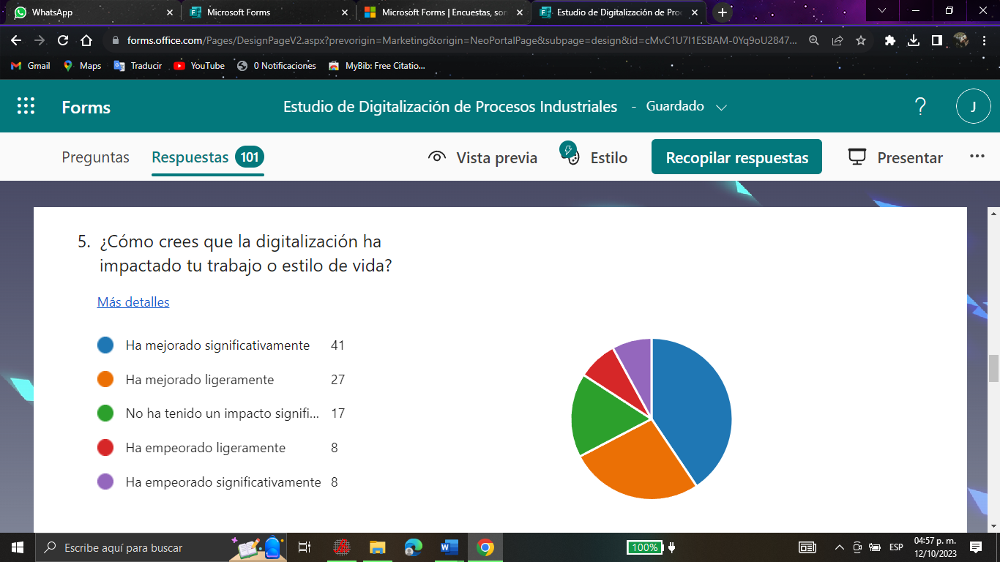 WhatsApp
Microsoft Forms
Microsoft Forms | Encuestas, son
Estudio de Digitalización de Proc
forms.office.com/Pages/DesignPageV2.aspx?prevorigin=Marketing&origin=NeoPortalPage&subpage=design&id=cMvC1U7I1ESBAM-0Yq9oU2847...
Gmail
Maps
Traducir
YouTube
0 Notificaciones
MyBib: Free Citatio...
Forms
Estudio de Digitalización de Procesos Industriales - Guardado
?
J
Preguntas
Respuestas 101
Vista previa
Estilo
Recopilar respuestas
Presentar
5. ¿Cómo crees que la digitalización ha
impactado tu trabajo o estilo de vida?
Más detalles
Ha mejorado significativamente 41
Ha mejorado ligeramente 27
No ha tenido un impacto signifi... 17
Ha empeorado ligeramente 8
Ha empeorado significativamente 8
Escribe aquí para buscar
100%
ESP
04:57 p. m.
12/10/2023